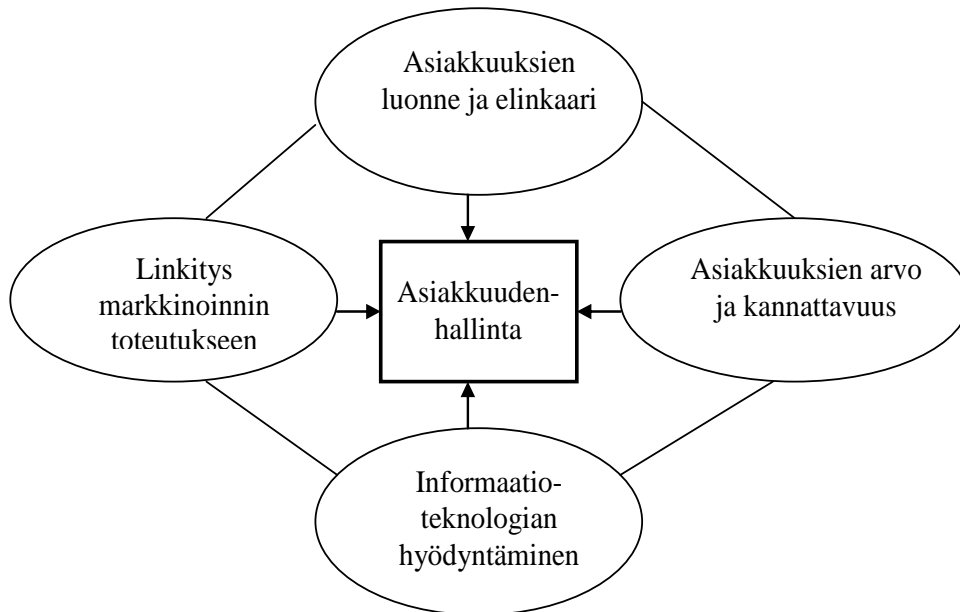 Asiakkuuksien
luonne ja elinkaari
Linkitys
markkinoinnin
toteutukseen
Asiakkuuden-
hallinta
Asiakkuuksien arvo
ja kannattavuus
Informaatio-
teknologian
hyödyntäminen